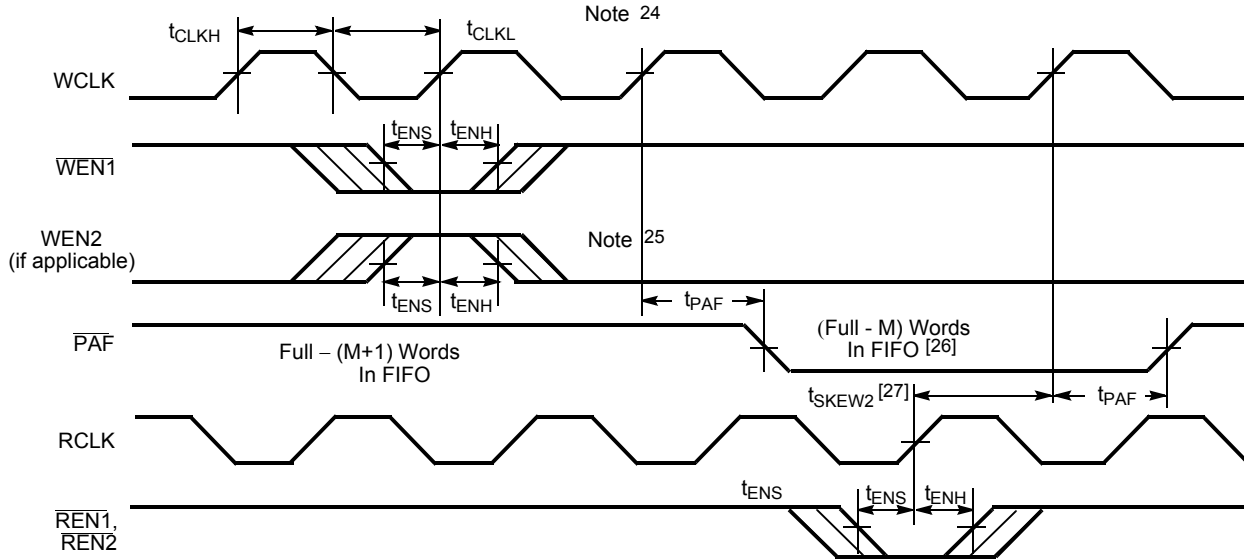 Note 24
tCLKH
tCLKL
WCLK
tENS
tENH
WEN1
WEN2
(if applicable)
Note 25
tENS
tENH
tPAF
PAF
Full – (M+1) Words
In FIFO
(Full - M) Words
In FIFO [26]
tSKEW2 [27]
tPAF
RCLK
tENS
tENS
tENH
REN1,
REN2